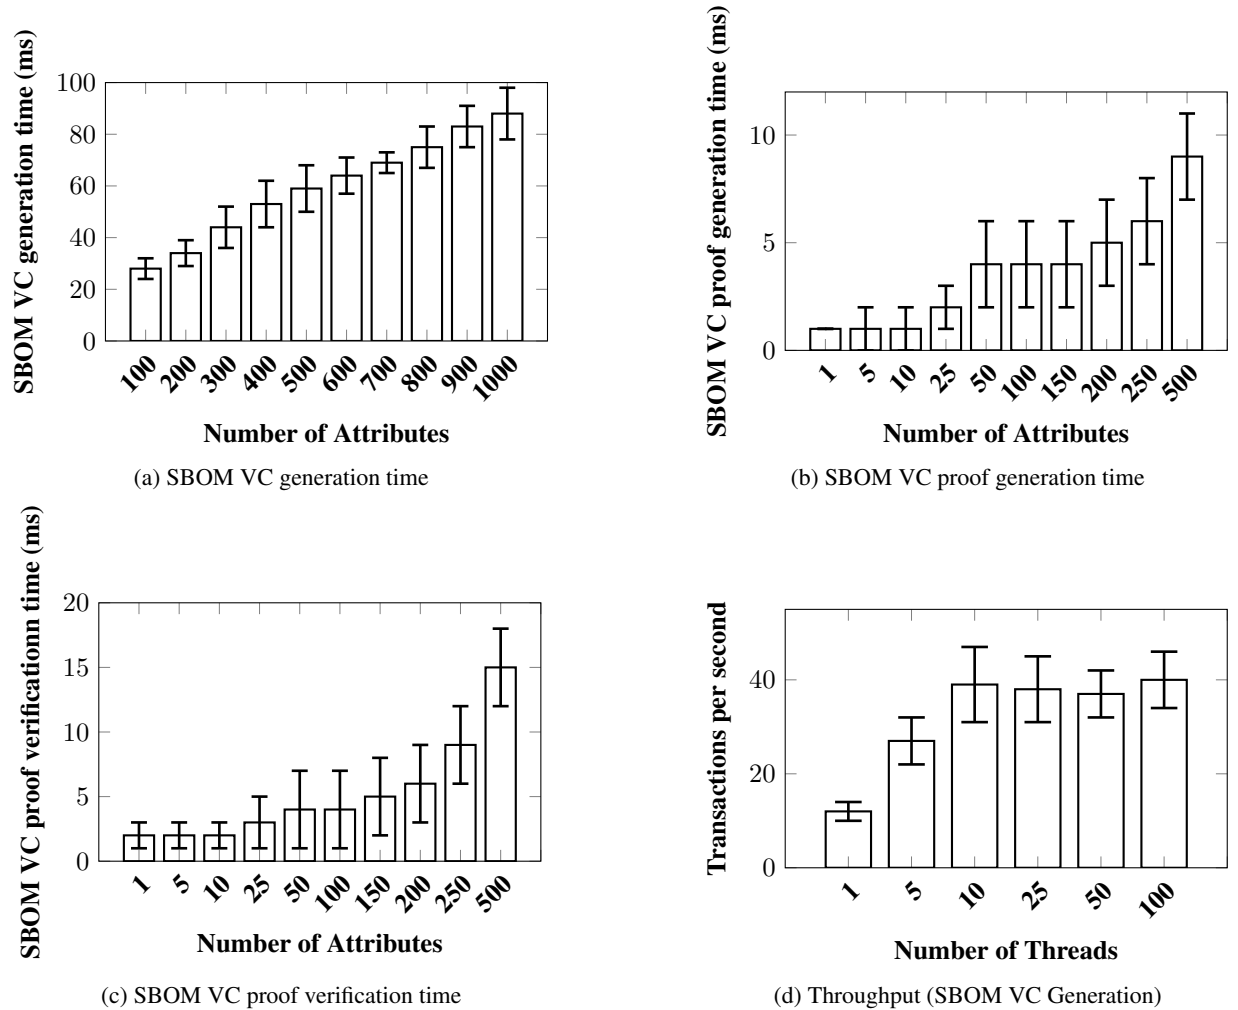 SBOM VC generation time (ms)
100
80
60
40
20
0
100 200 300 400 500 600 700 800 900 1000
Number of Attributes
(a) SBOM VC generation time
SBOM VC proof generation time (ms)
10
5
0
1 5 10 25 50 100 150 200 250 500
Number of Attributes
(b) SBOM VC proof generation time
SBOM VC proof verificationn time (ms)
20
15
10
5
0
1 5 10 25 50 100 150 200 250 500
Number of Attributes
(c) SBOM VC proof verification time
Transactions per second
40
20
0
1 5 10 25 50 100
Number of Threads
(d) Throughput (SBOM VC Generation)